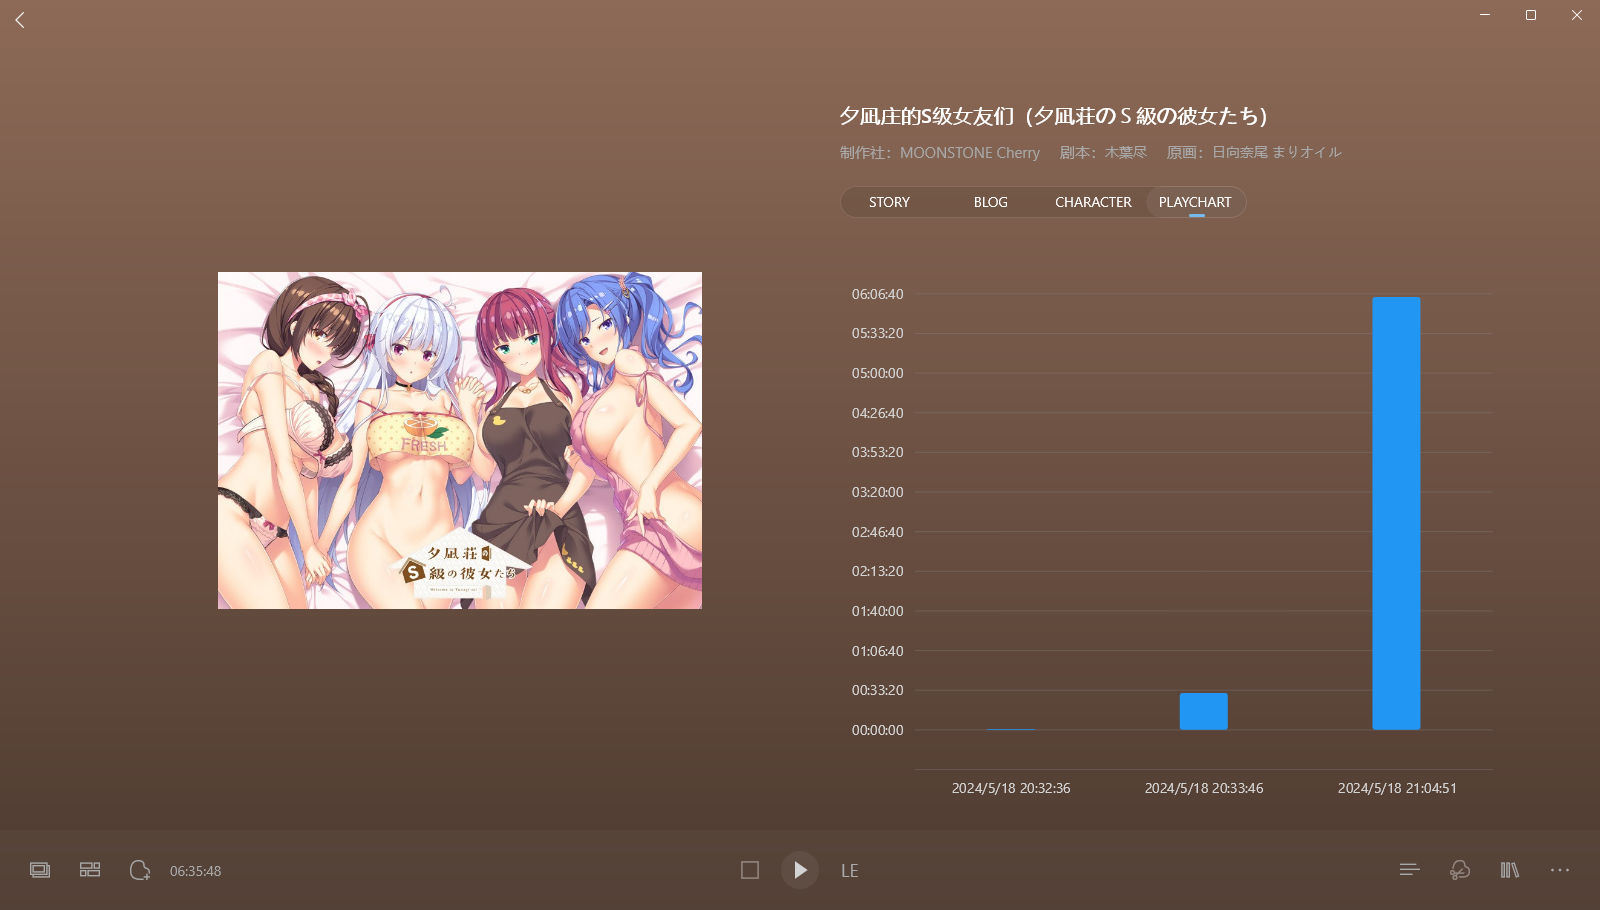 夕凪庄的S级女友们（夕凪荘のＳ級の彼女たち）
制作社：MOONSTONE Cherry 剧本：木葉尽 原画：日向奈尾 まりオイル
STORY BLOG CHARACTER PLAYCHART
FRESH
夕凪荘の
S級の彼女たち
06:06:40
05:33:20
05:00:00
04:26:40
03:53:20
03:20:00
02:46:40
02:13:20
01:40:00
01:06:40
00:33:20
00:00:00
2024/5/18 20:32:36 2024/5/18 20:33:46 2024/5/18 21:04:51
06:35:48
LE